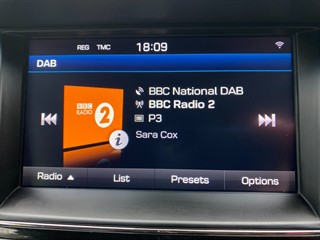 REG TMC 18:09
DAB
BBC National DAB
BBC Radio 2
P3
Sara Cox
BBC
RADIO
2
i
Radio ▲ List Presets Options